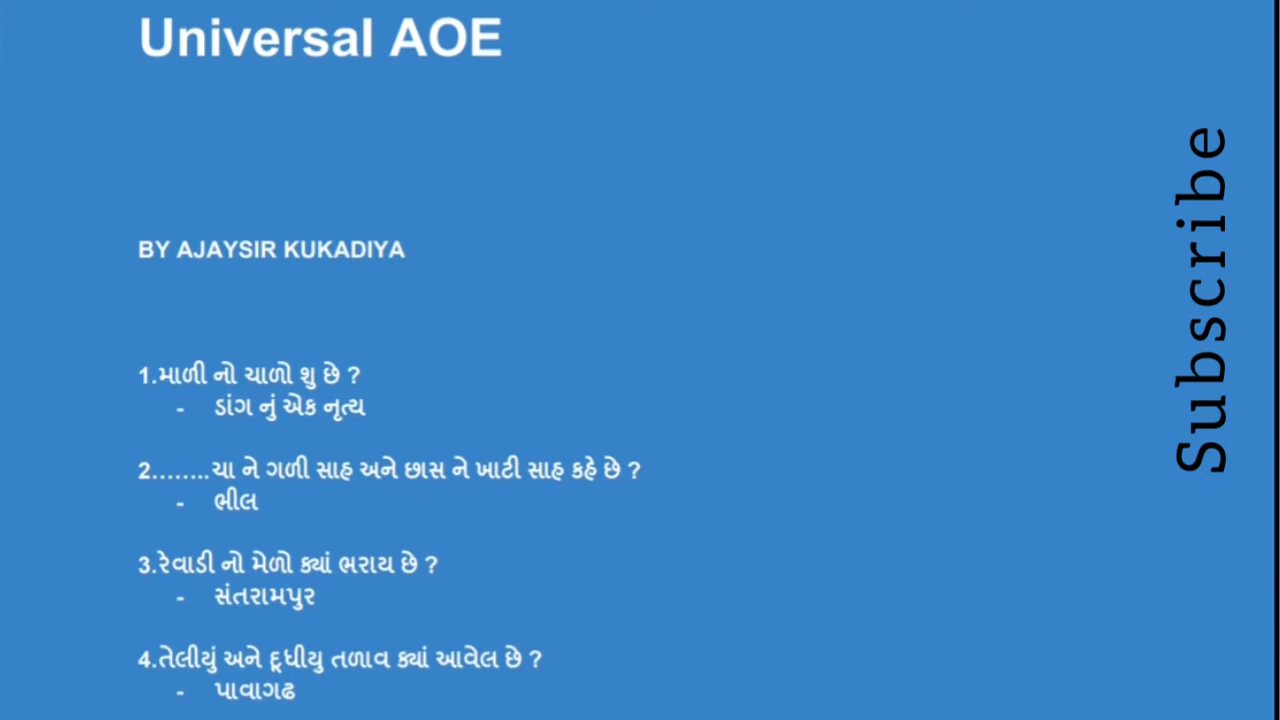 Universal AOE
BY AJAYSIR KUKADIYA
1.માળી નો ચાળો શુ છે ?
- ડાંગ નું એક નૃત્ય
2........ચા ને ગળી સાહ અને છાસ ને ખાટી સાહ કહે છે ?
- ભીલ
3.રેવાડી નો મેળો ક્યાં ભરાય છે ?
- સંતરામપુર
4.તેલીયું અને દૂધીયુ તળાવ ક્યાં આવેલ છે ?
- પાવાગઢ
Subscribe